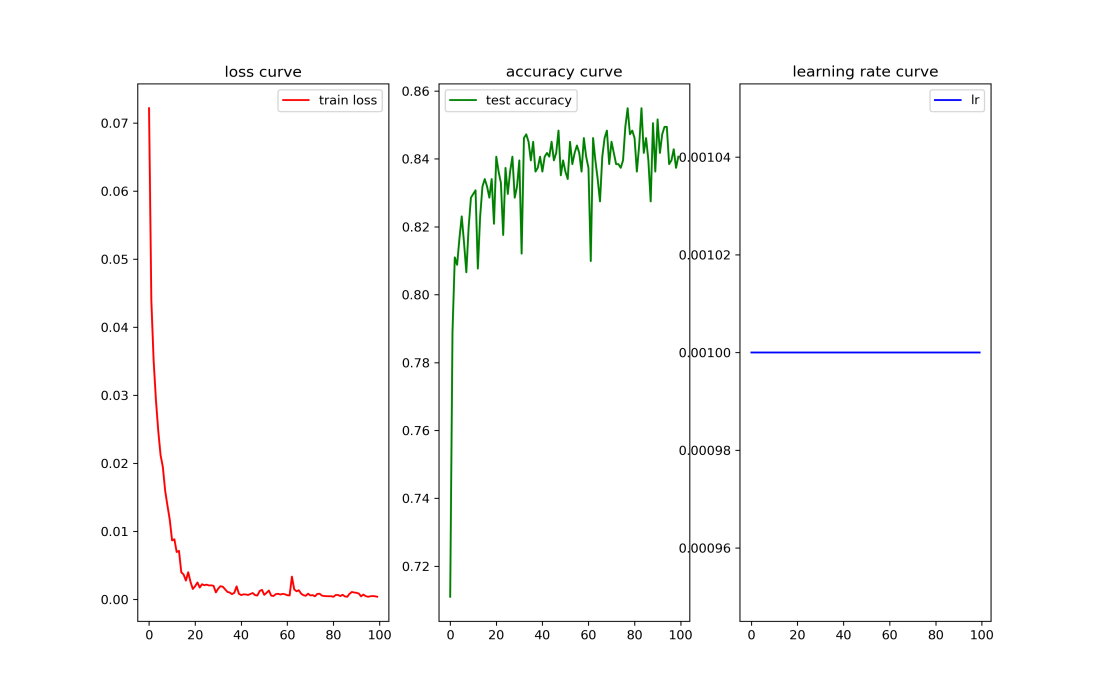 loss curve
train loss
0.07
0.06
0.05
0.04
0.03
0.02
0.01
0.00
0 20 40 60 80 100
accuracy curve
test accuracy
0.86
0.84
0.82
0.80
0.78
0.76
0.74
0.72
0 20 40 60 80 100
learning rate curve
lr
0.00104
0.00102
0.00100
0.00098
0.00096
0 20 40 60 80 100